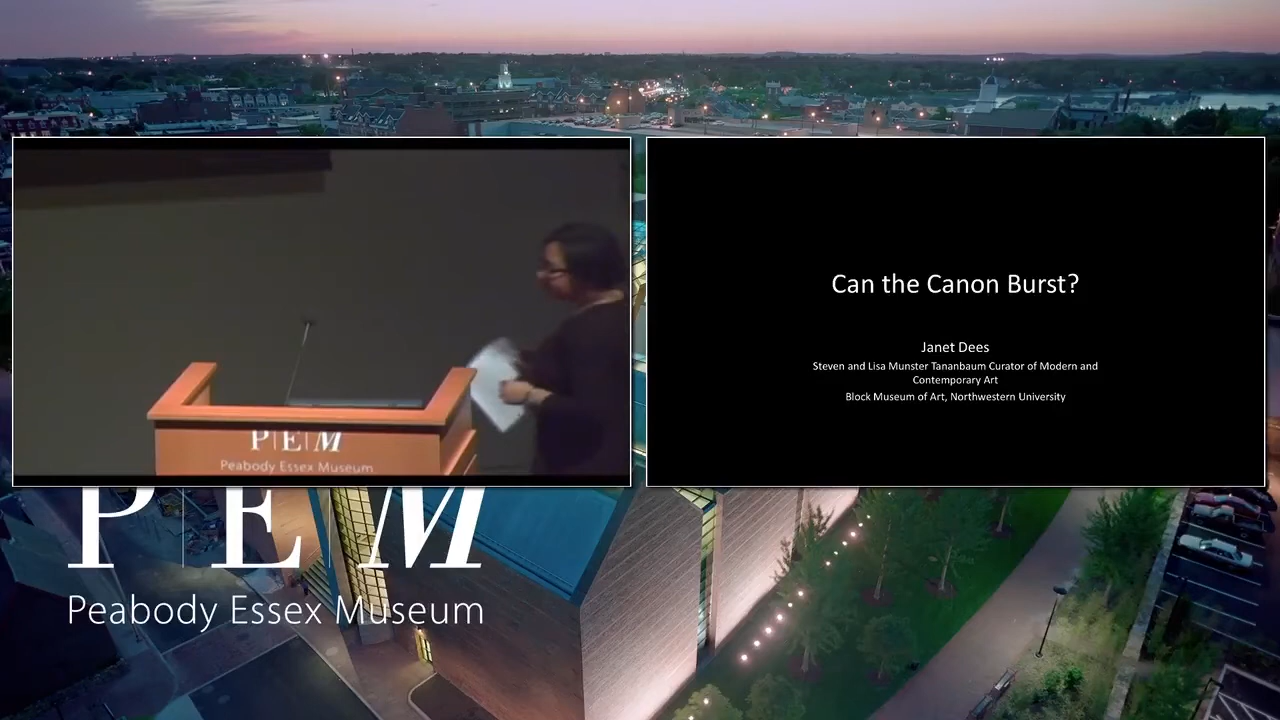 P|E|M
Peabody Essex Museum
Can the Canon Burst?
Janet Dees
Steven and Lisa Munster Tananbaum Curator of Modern and
Contemporary Art
Block Museum of Art, Northwestern University
P|E|M
Peabody Essex Museum